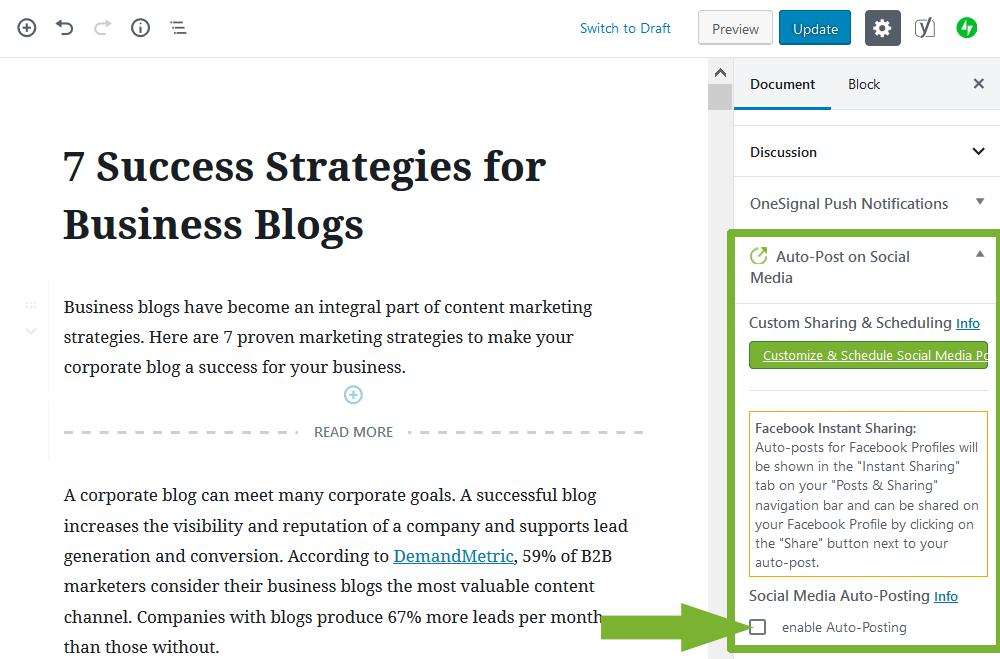 Switch to Draft
Preview
Update
7 Success Strategies for
Business Blogs
Business blogs have become an integral part of content marketing
strategies. Here are 7 proven marketing strategies to make your
corporate blog a success for your business.
READ MORE
A corporate blog can meet many corporate goals. A successful blog
increases the visibility and reputation of a company and supports lead
generation and conversion. According to DemandMetric, 59% of B2B
marketers consider their business blogs the most valuable content
channel. Companies with blogs produce 67% more leads per month
than those without.
Document
Block
Discussion
OneSignal Push Notifications
Auto-Post on Social
Media
Custom Sharing & Scheduling Info
Customize & Schedule Social Media Po
Facebook Instant Sharing:
Auto-posts for Facebook Profiles will
be shown in the "Instant Sharing"
tab on your "Posts & Sharing"
navigation bar and can be shared on
your Facebook Profile by clicking on
the "Share" button next to your
auto-post.
Social Media Auto-Posting Info
enable Auto-Posting